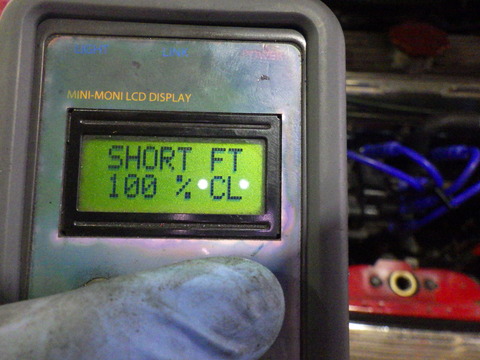 MINI-MONI LCD DISPLAY
SHORT FT
100 % CL